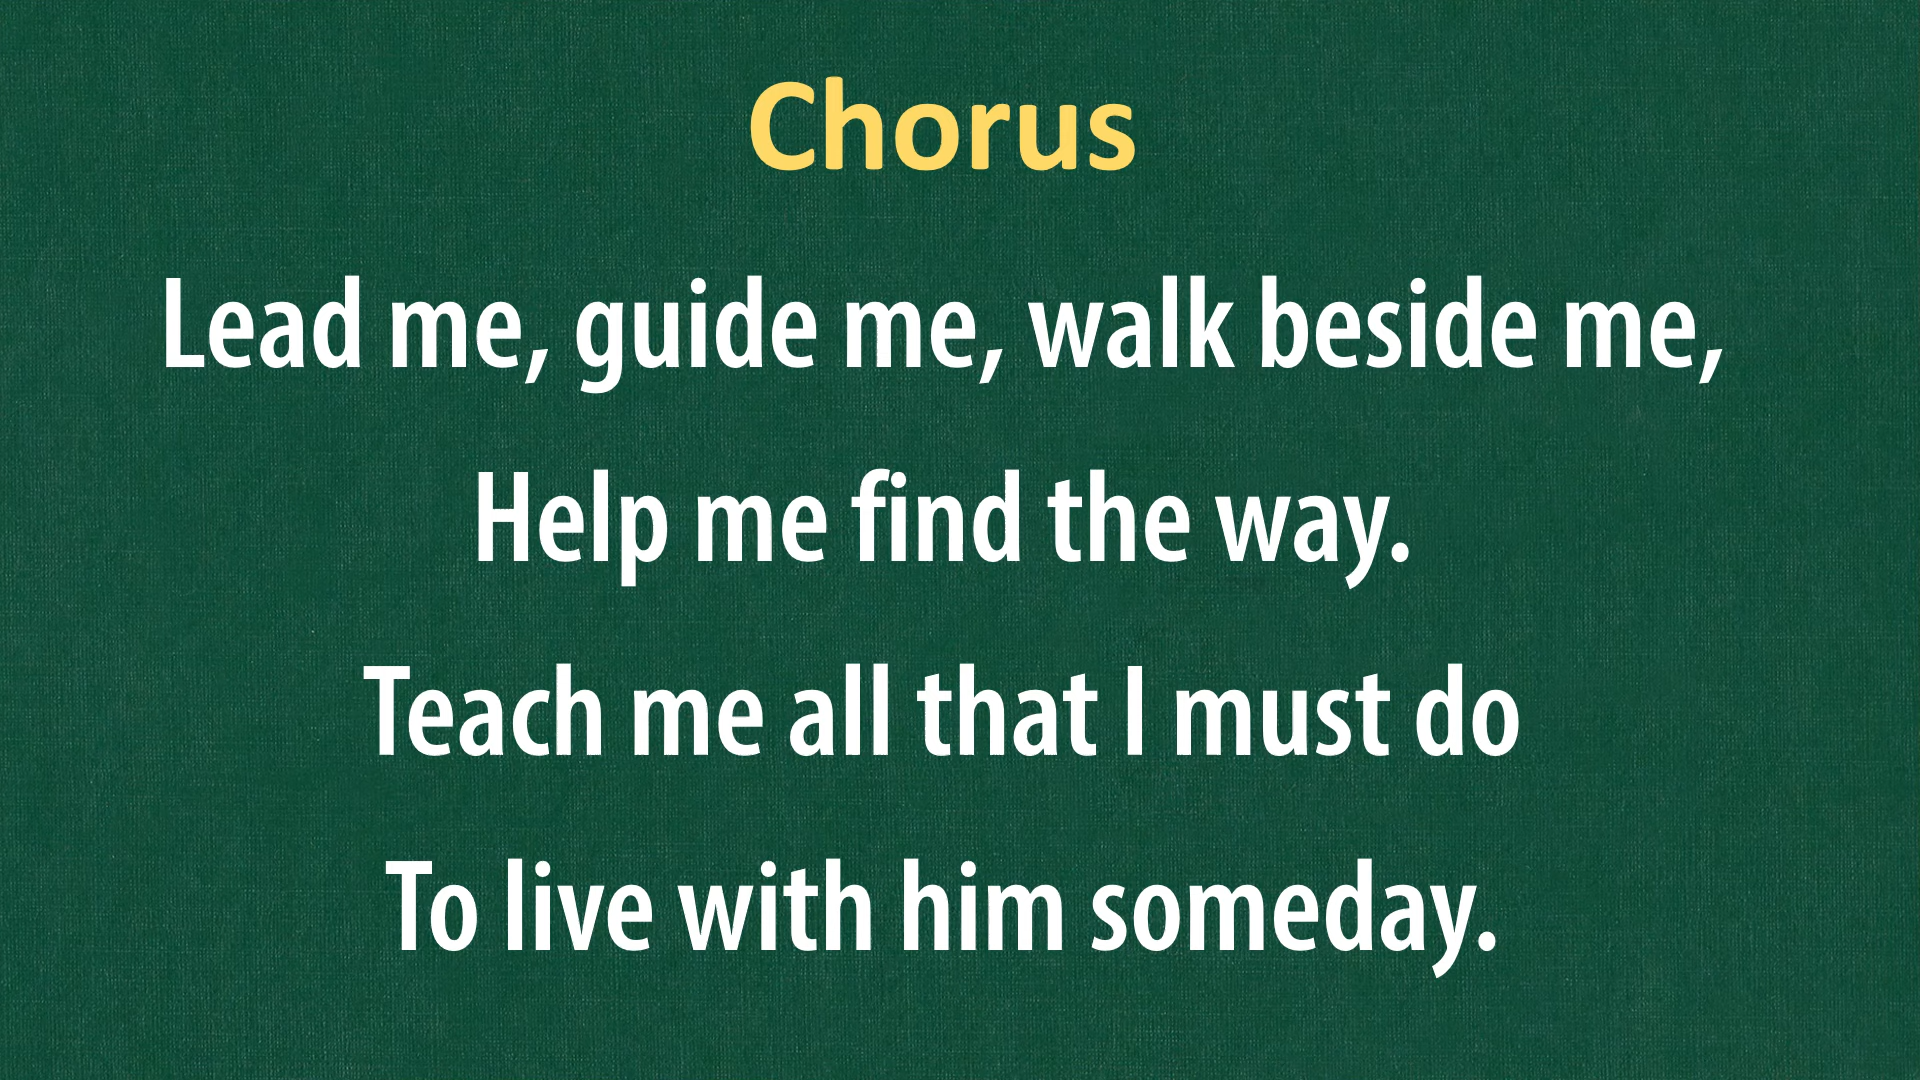 Chorus
Lead me, guide me, walk beside me,
Help me find the way.
Teach me all that I must do
To live with him someday.